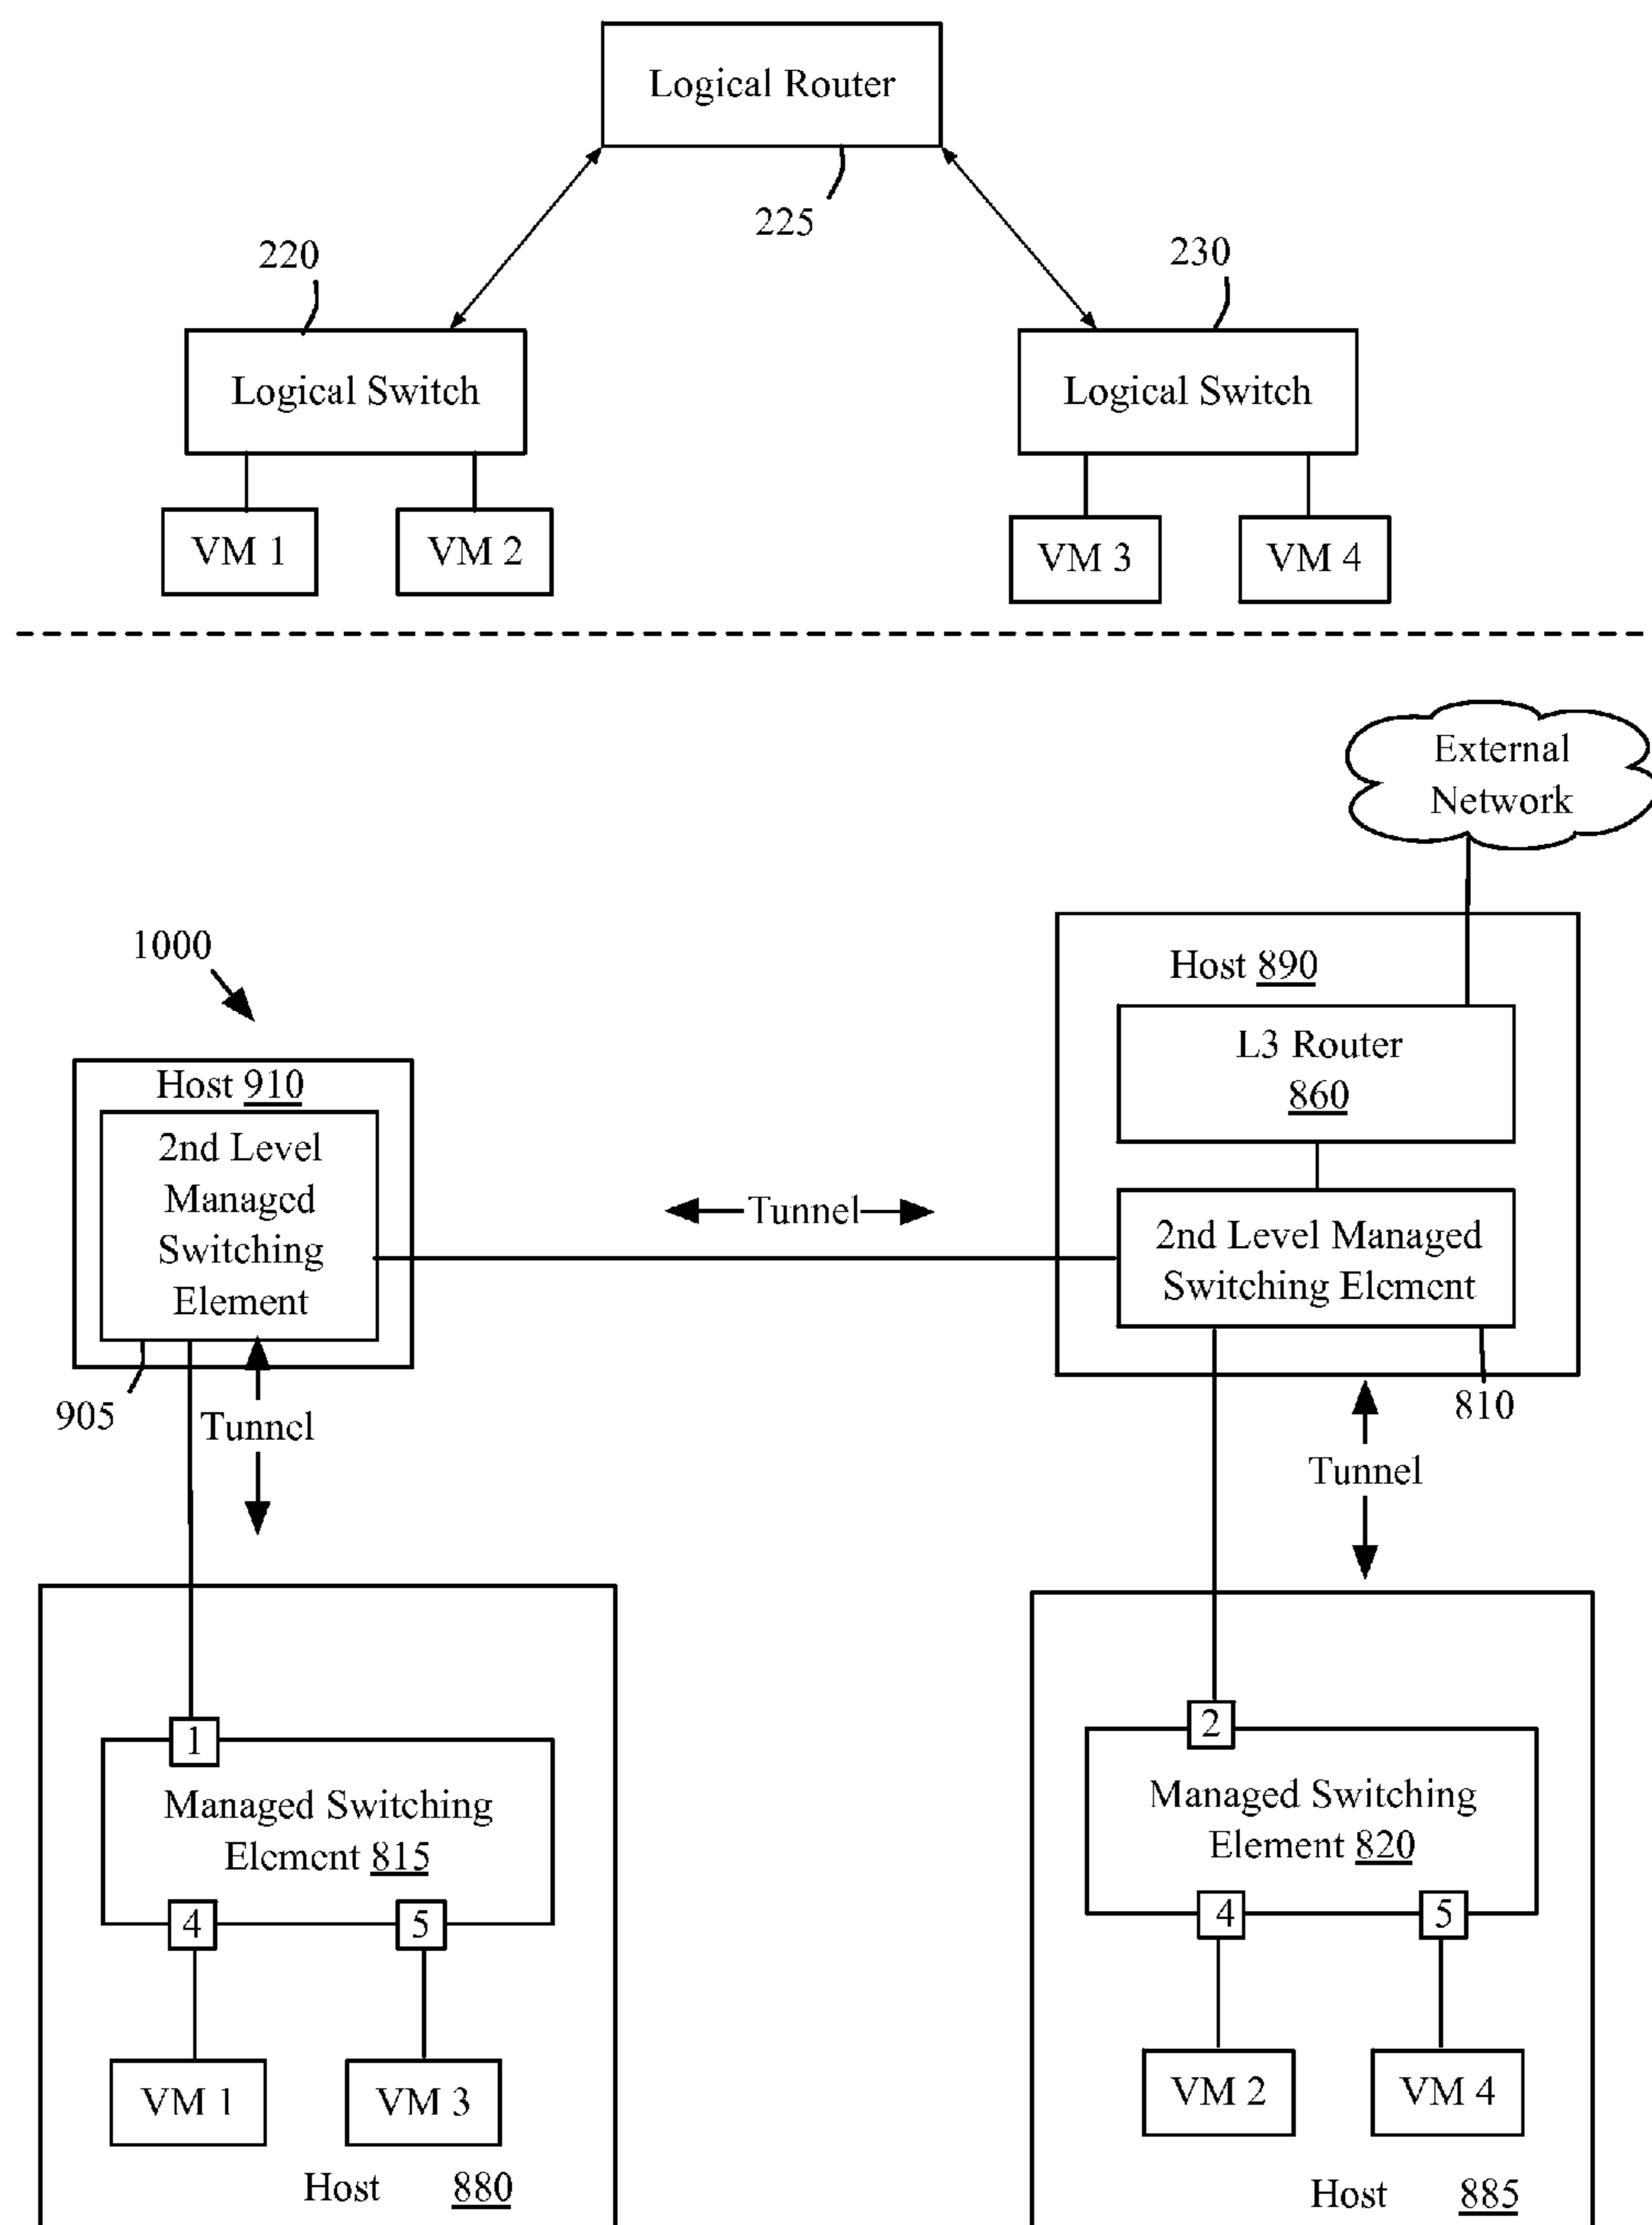 Logical Router
225
220
230
Logical Switch
Logical Switch
VM 1
VM 2
VM 3
VM 4
External
Network
1000
Host 890
L3 Router
860
Host 910
2nd Level
Managed
Switching
Element
Tunnel
2nd Level Managed
Switching Element
905
Tunnel
810
Tunnel
1
Managed Switching
Element 815
4
5
VM 1
VM 3
Host 880
2
Managed Switching
Element 820
4
5
VM 2
VM 4
Host 885